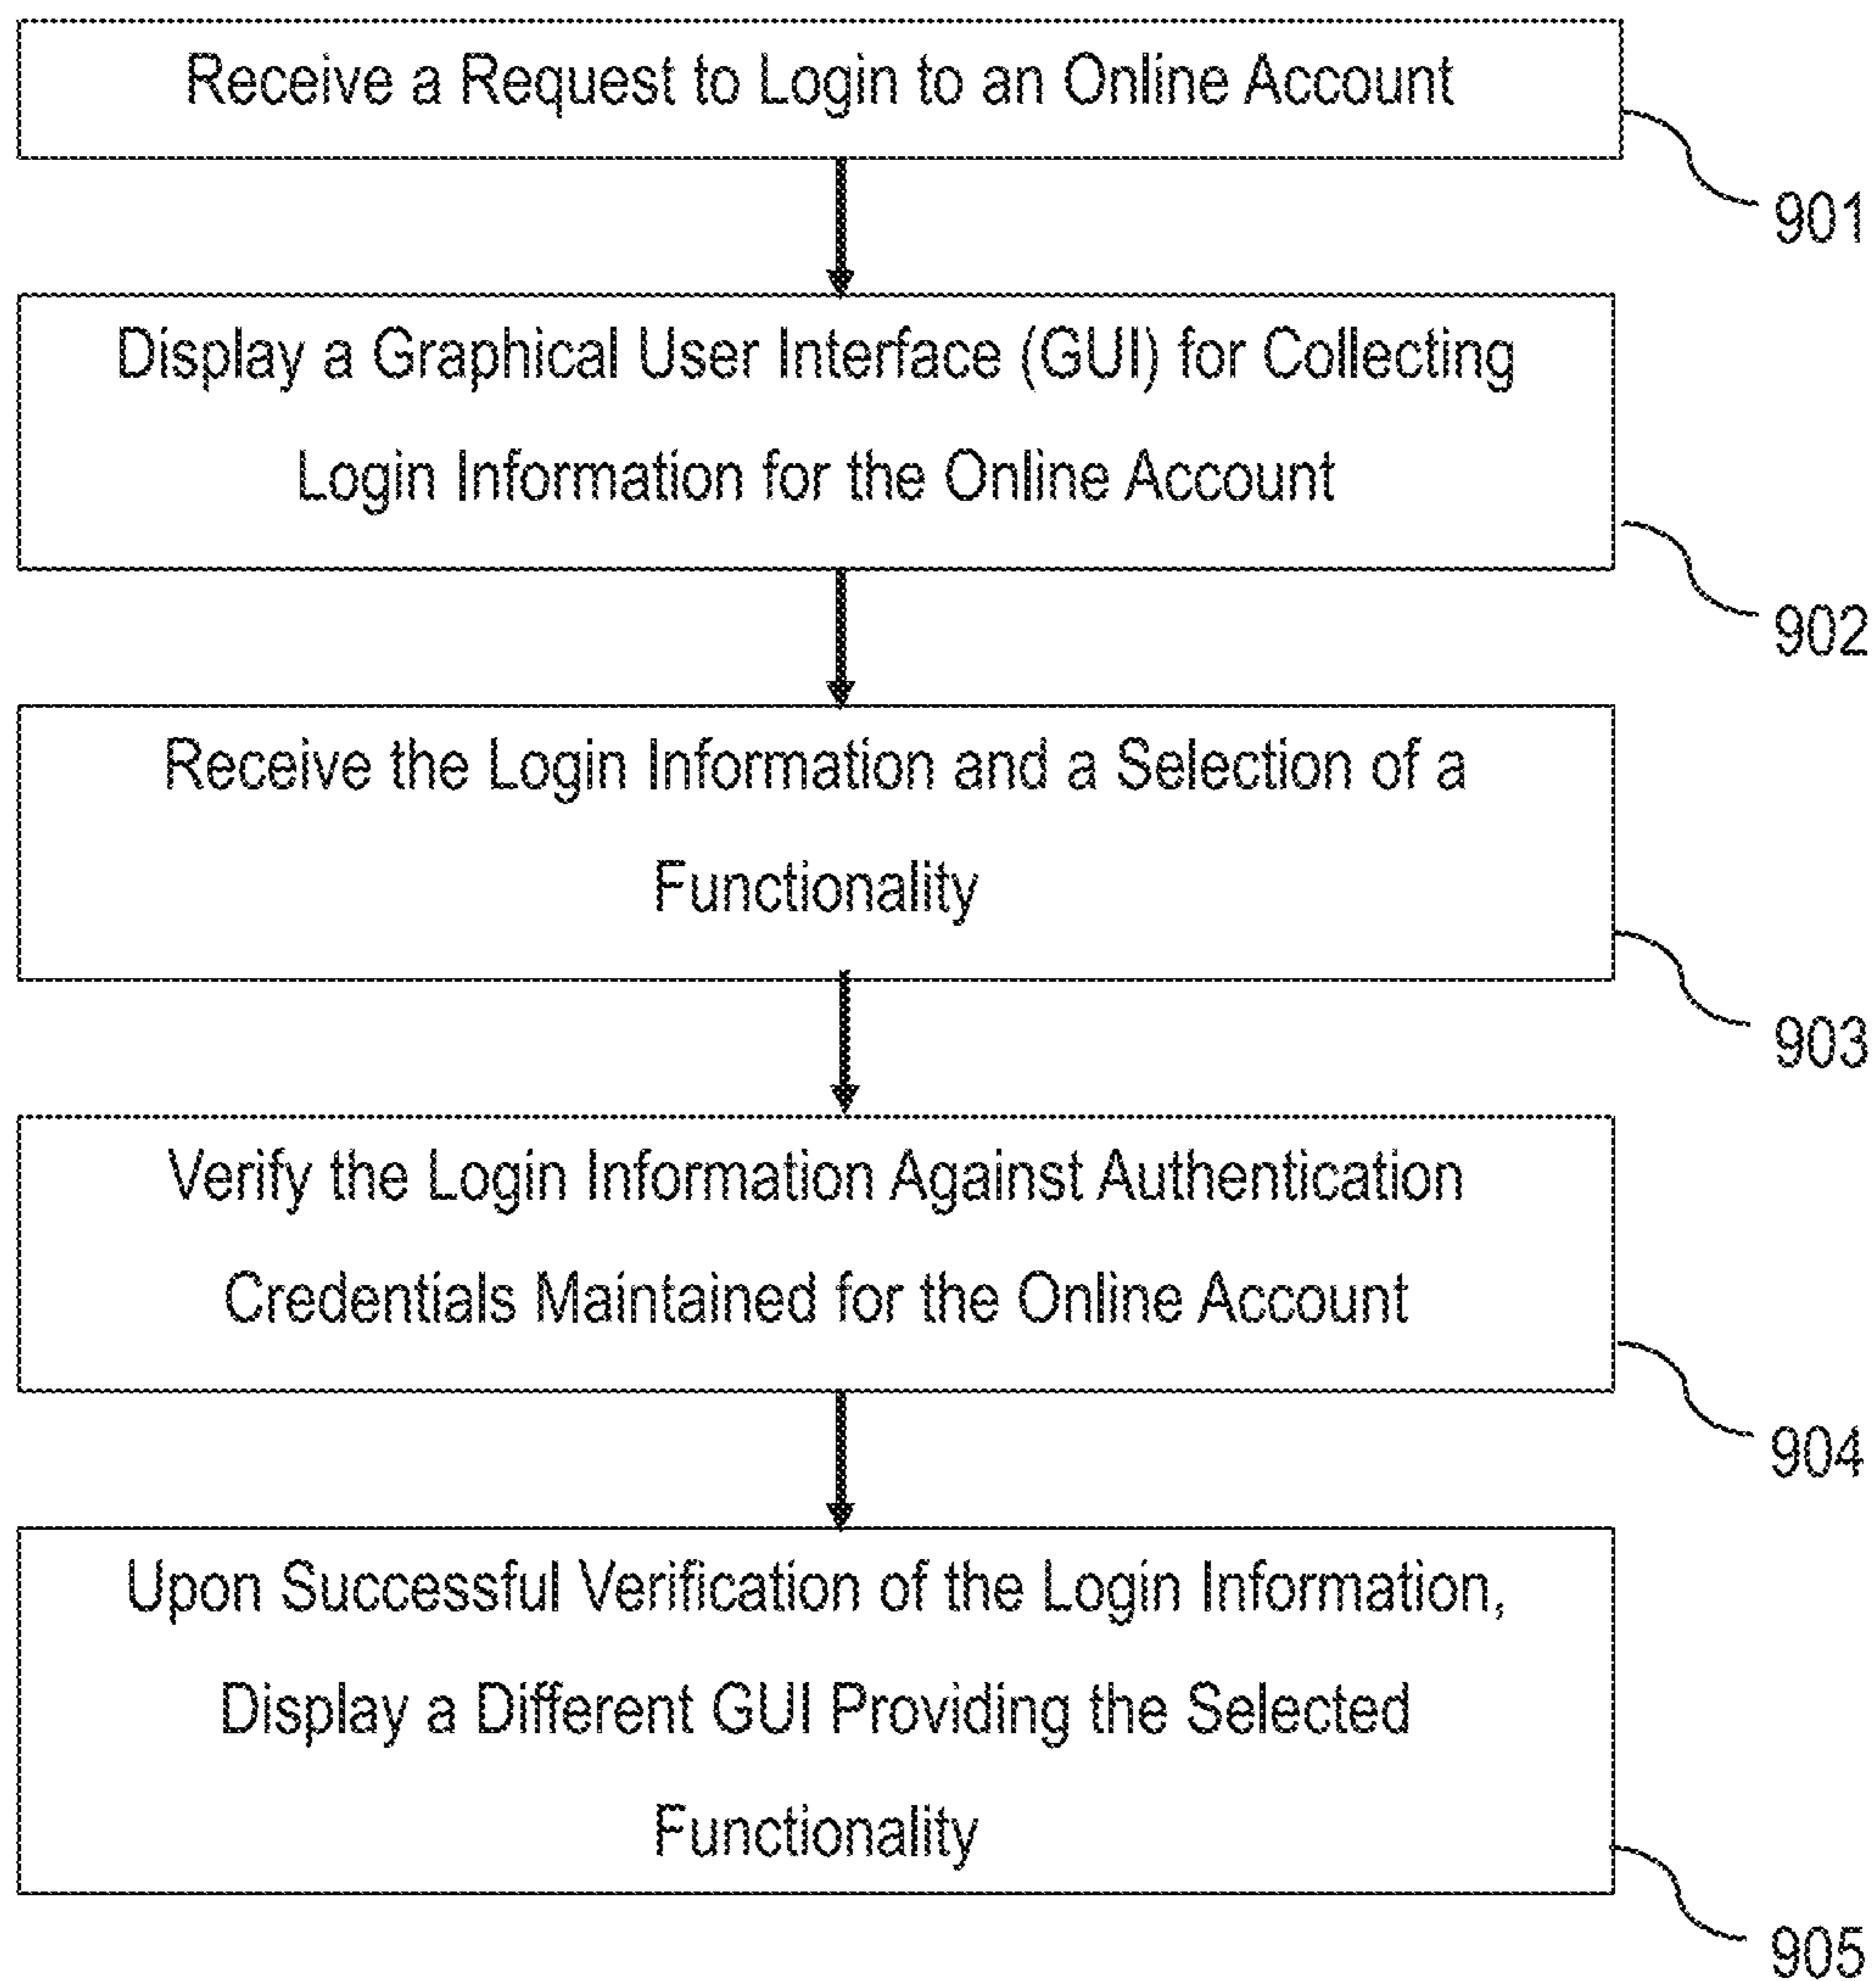 Receive a Request to Login to an Online Account
901
Display a Graphical User Interface (GUI) for Collecting
Login Information for the Online Account
902
Receive the Login Information and a Selection of a
Functionality
903
Verify the Login Information Against Authentication
Credentials Maintained for the Online Account
904
Upon Successful Verification of the Login Information,
Display a Different GUI Providing the Selected
Functionality
905